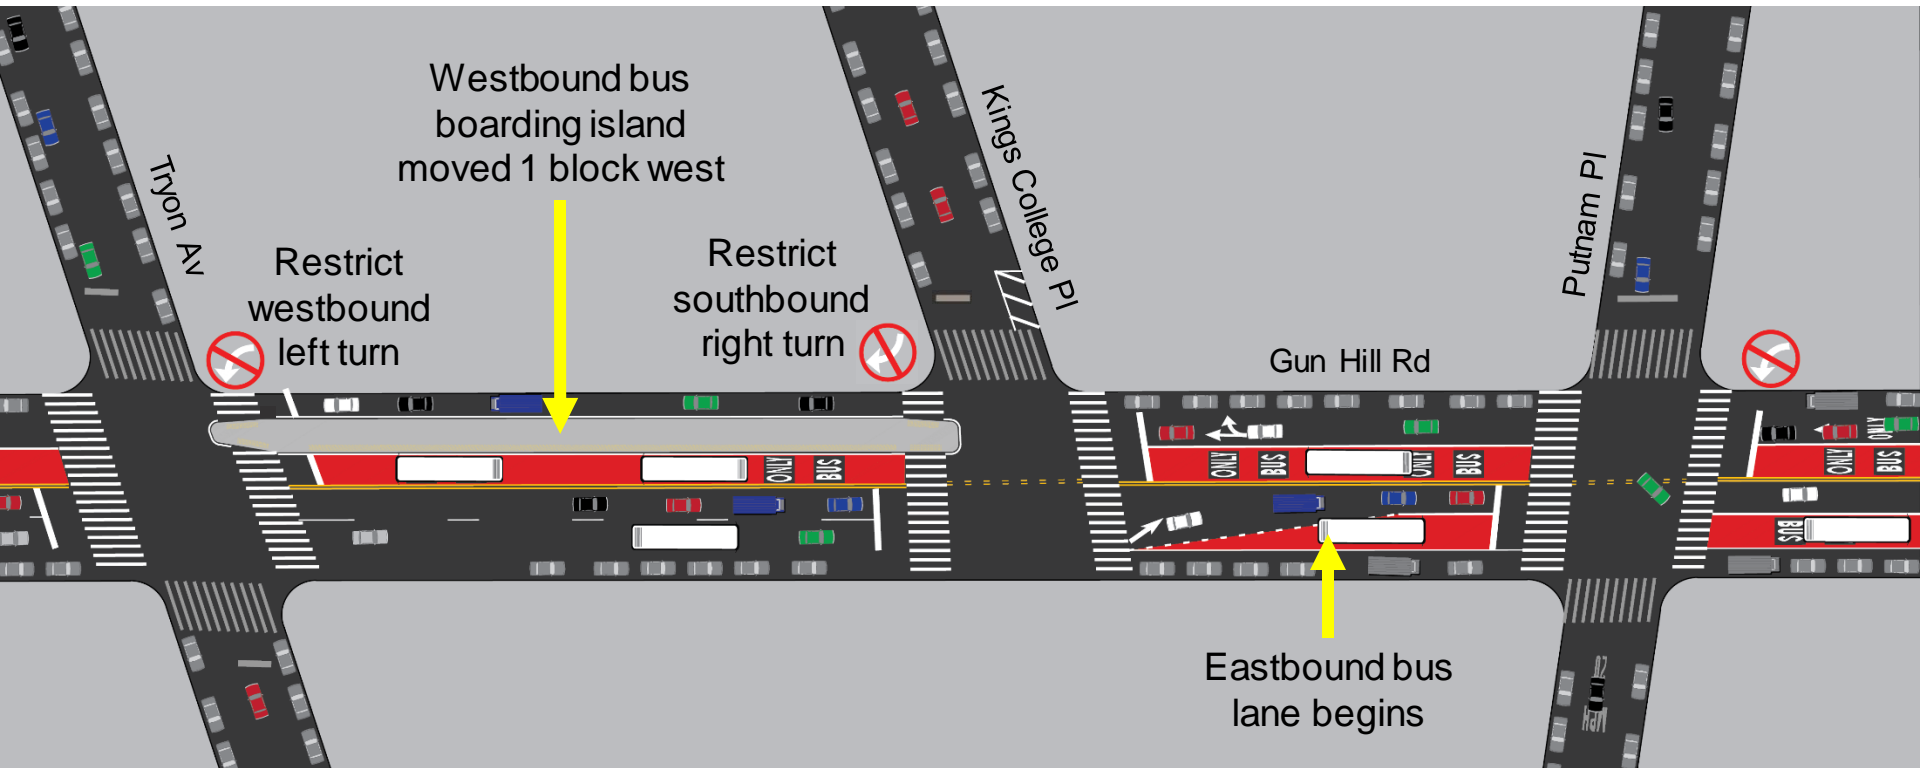 Westbound bus
boarding island
moved 1 block west
Tryon Av
Kings College Pl
Putnam Pl
Restrict
westbound
left turn
Restrict
southbound
right turn
Gun Hill Rd
ONLY
BUS
ONLY
BUS
ONLY
BUS
ONLY
ONLY
BUS
BUS
Eastbound bus
lane begins